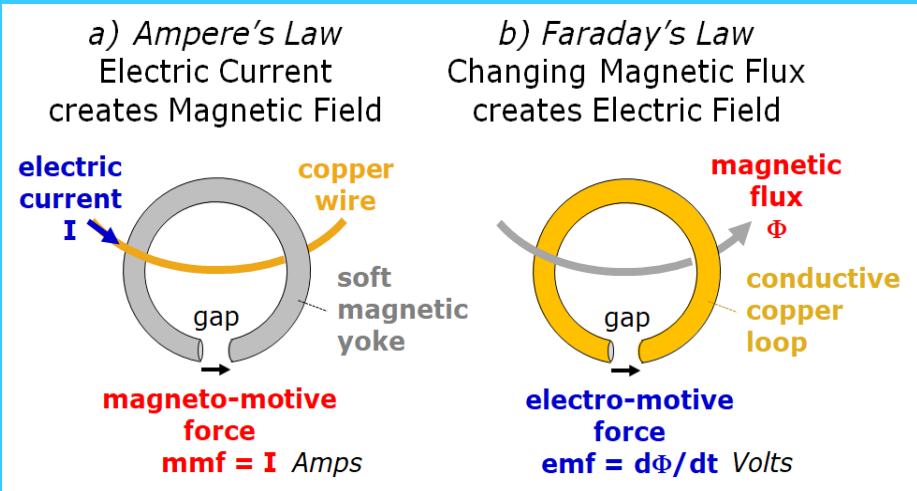 a) Ampere's Law
Electric Current
creates Magnetic Field
electric
current
I
copper
wire
soft
magnetic
yoke
gap
magneto-motive
force
mmf = I Amps
b) Faraday's Law
Changing Magnetic Flux
creates Electric Field
magnetic
flux
Φ
conductive
copper
loop
gap
electro-motive
force
emf = dΦ/dt Volts